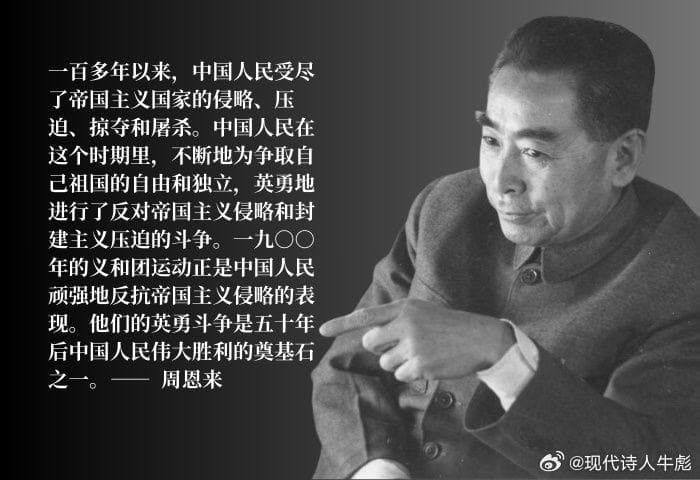 一百多年以来，中国人民受尽
了帝国主义国家的侵略、压
迫、掠夺和屠杀。中国人民在
这个时期里，不断地为争取自
己祖国的自由和独立，英勇地
进行了反对帝国主义侵略和封
建主义压迫的斗争。一九〇〇
年的义和团运动正是中国人民
顽强地反抗帝国主义侵略的表
现。他们的英勇斗争是五十年
后中国人民伟大胜利的奠基石
之一。—— 周恩来
@现代诗人牛彪